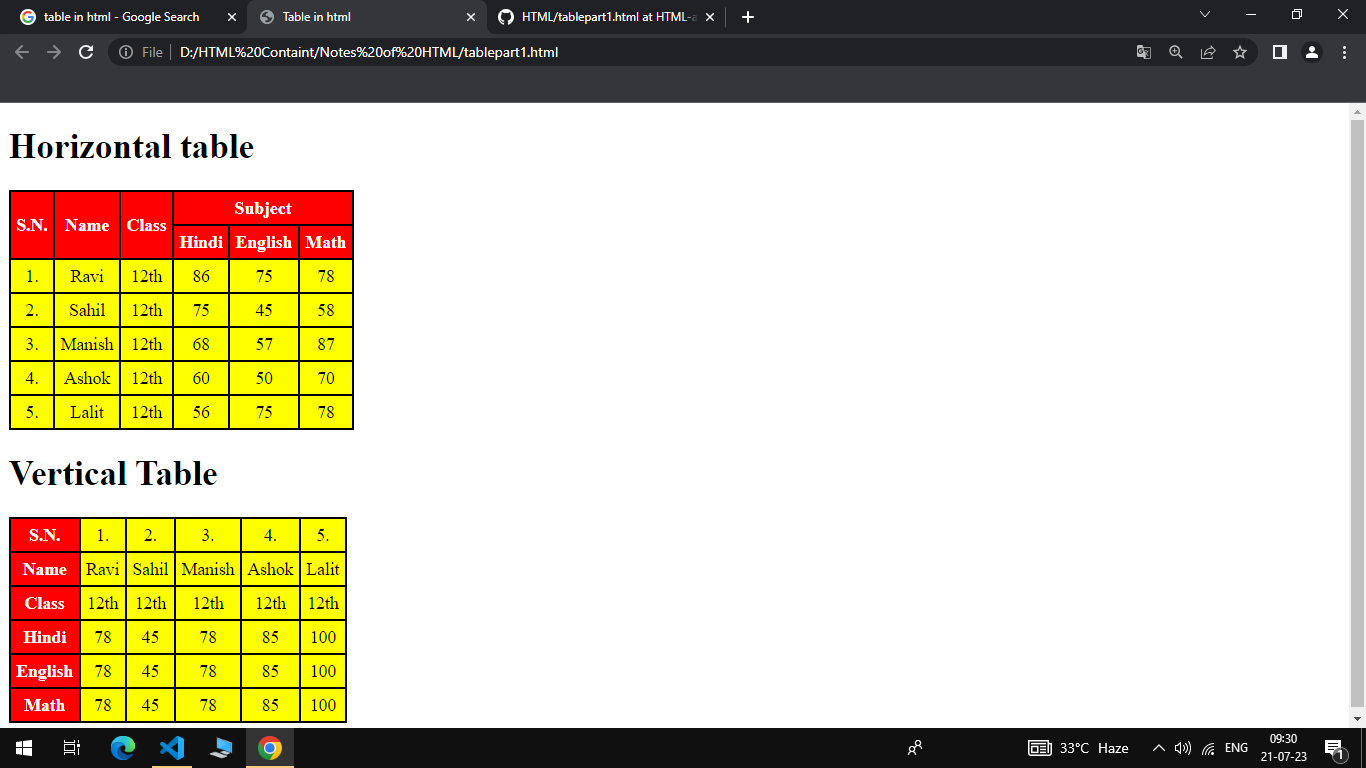 table in html - Google Search
Table in html
HTML/tablepart1.html at HTML-a
File D:/HTML%20Containt/Notes%20of%20HTML/tablepart1.html
Horizontal table
S.N. Name Class Subject
Hindi English Math
1. Ravi 12th 86 75 78
2. Sahil 12th 75 45 58
3. Manish 12th 68 57 87
4. Ashok 12th 60 50 70
5. Lalit 12th 56 75 78
Vertical Table
S.N. 1. 2. 3. 4. 5.
Name Ravi Sahil Manish Ashok Lalit
Class 12th 12th 12th 12th 12th
Hindi 78 45 78 85 100
English 78 45 78 85 100
Math 78 45 78 85 100
33°C Haze ENG 09:30
21-07-23 1